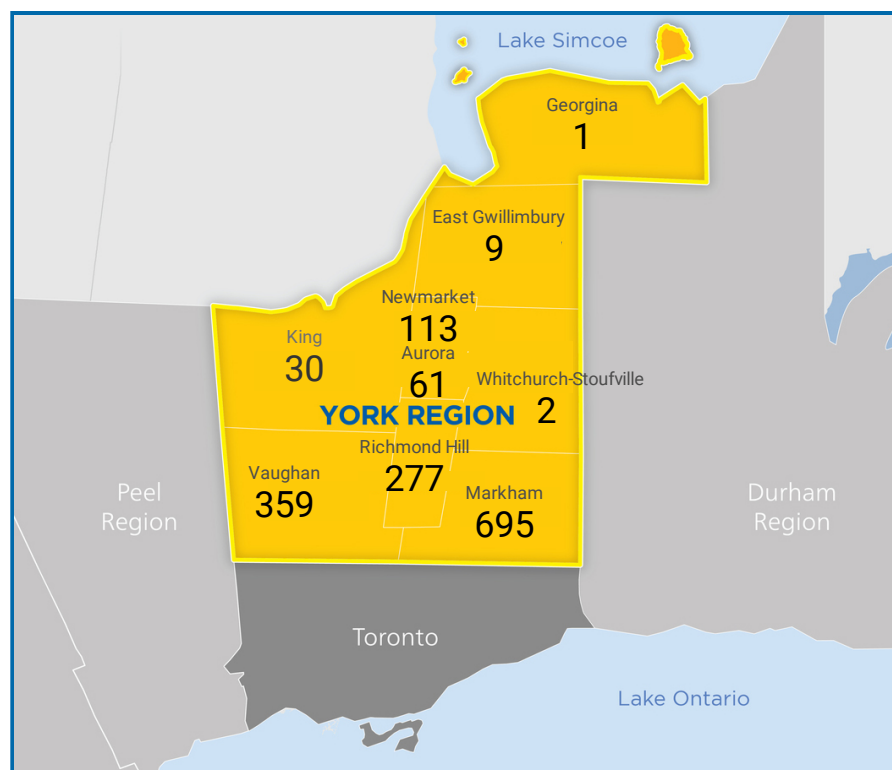 Lake Simcoe
Georgina
1
East Gwillimbury
9
Newmarket
113
King
30
Aurora
61
Whitchurch-Stoufville
2
YORK REGION
Richmond Hill
277
Vaughan
359
Markham
695
Peel
Region
Durham
Region
Toronto
Lake Ontario